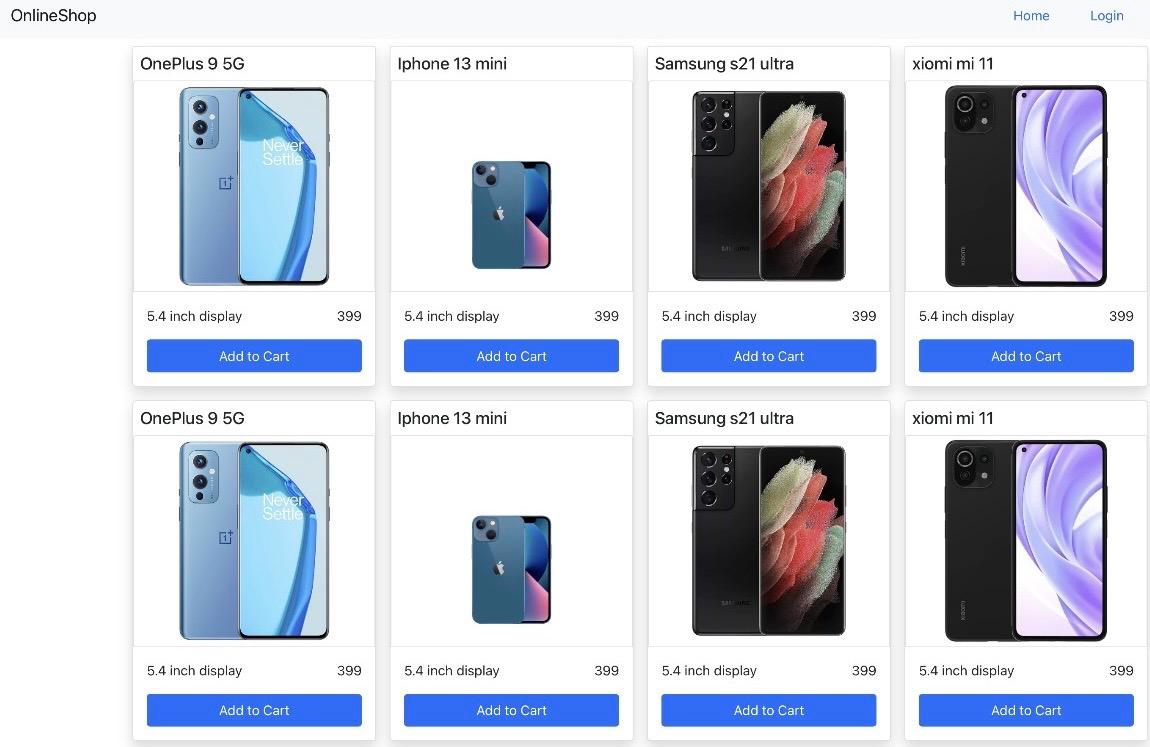 OnlineShop Home Login
OnePlus 9 5G Iphone 13 mini Samsung s21 ultra xiomi mi 11
Never
Settle
SAMSUNG
xiaomi
5.4 inch display 399 5.4 inch display 399 5.4 inch display 399 5.4 inch display 399
Add to Cart Add to Cart Add to Cart Add to Cart
OnePlus 9 5G Iphone 13 mini Samsung s21 ultra xiomi mi 11
Never
Settle
SAMSUNG
xiaomi
5.4 inch display 399 5.4 inch display 399 5.4 inch display 399 5.4 inch display 399
Add to Cart Add to Cart Add to Cart Add to Cart